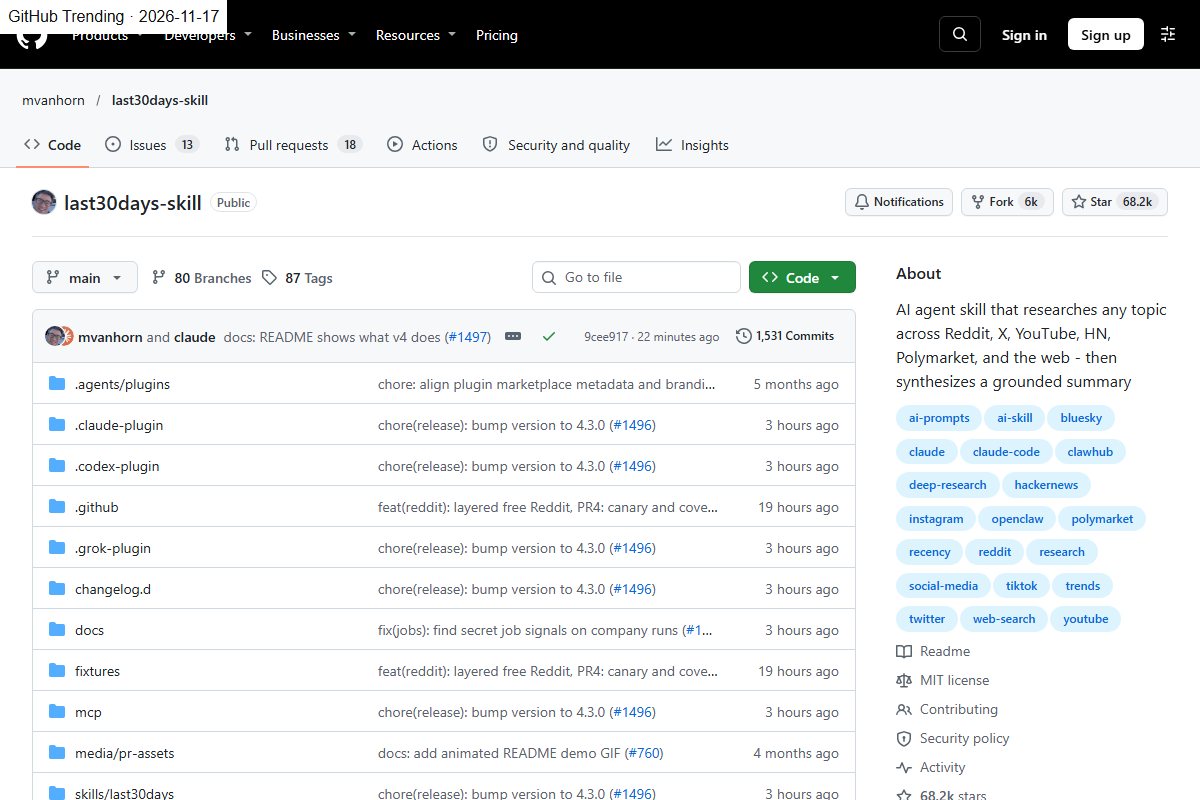 GitHub Trending · 2026-11-17
Products Developers Businesses Resources Pricing Sign in Sign up
mvanhorn / last30days-skill
Code Issues 13 Pull requests 18 Actions Security and quality Insights
last30days-skill Public Notifications Fork 6k Star 68.2k
main 80 Branches 87 Tags Go to file Code
mvanhorn and claude docs: README shows what v4 does (#1497) 9cee917 · 22 minutes ago 1,531 Commits
.agents/plugins chore: align plugin marketplace metadata and brandi... 5 months ago
.claude-plugin chore(release): bump version to 4.3.0 (#1496) 3 hours ago
.codex-plugin chore(release): bump version to 4.3.0 (#1496) 3 hours ago
.github feat(reddit): layered free Reddit, PR4: canary and cove... 19 hours ago
.grok-plugin chore(release): bump version to 4.3.0 (#1496) 3 hours ago
changelog.d chore(release): bump version to 4.3.0 (#1496) 3 hours ago
docs fix(jobs): find secret job signals on company runs (#1... 3 hours ago
fixtures feat(reddit): layered free Reddit, PR4: canary and cove... 19 hours ago
mcp chore(release): bump version to 4.3.0 (#1496) 3 hours ago
media/pr-assets docs: add animated README demo GIF (#760) 4 months ago
skills/last30days chore(release): bump version to 4.3.0 (#1496) 3 hours ago
About
AI agent skill that researches any topic
across Reddit, X, YouTube, HN,
Polymarket, and the web - then
synthesizes a grounded summary
ai-prompts ai-skill bluesky
claude claude-code clawhub
deep-research hackernews
instagram openclaw polymarket
recency reddit research
social-media tiktok trends
twitter web-search youtube
Readme
MIT license
Contributing
Security policy
Activity
68.2k stars